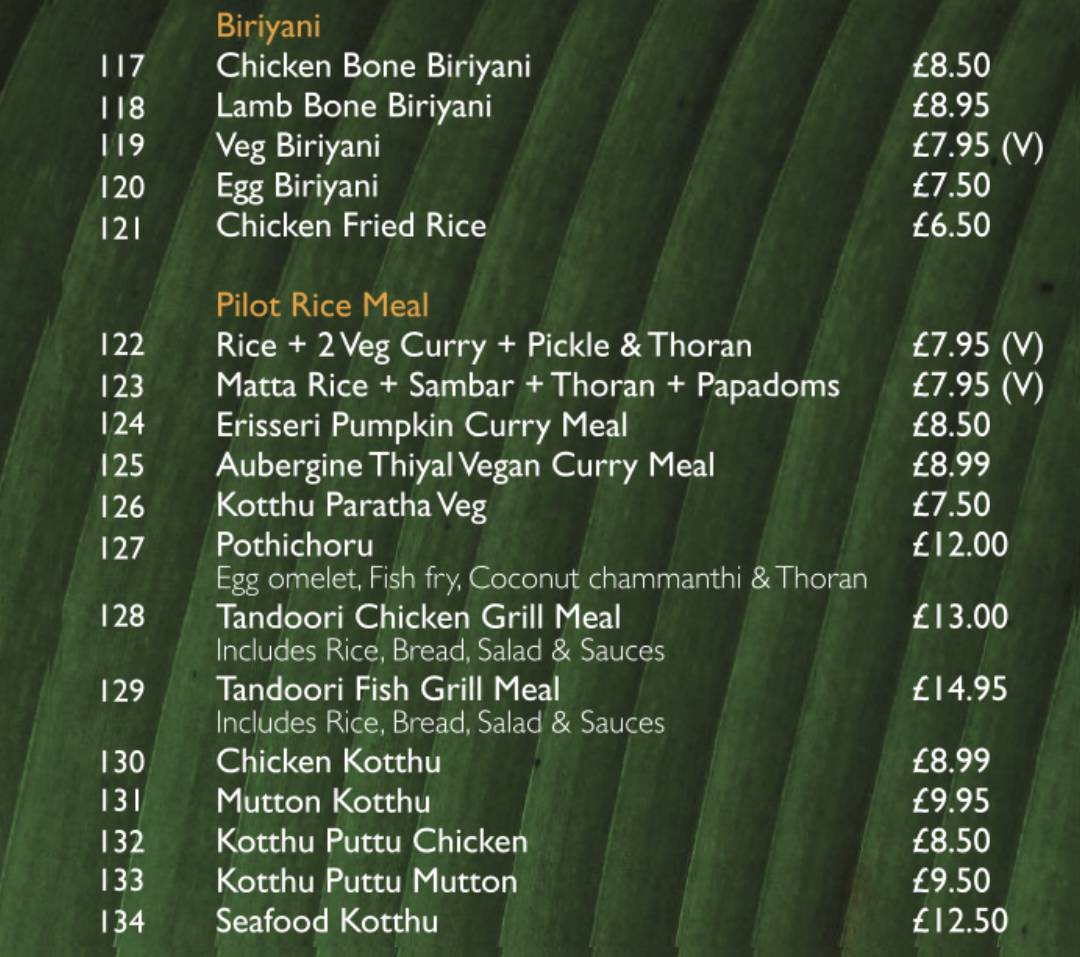 Biriyani
117 Chicken Bone Biriyani £8.50
118 Lamb Bone Biriyani £8.95
119 Veg Biriyani £7.95 (V)
120 Egg Biriyani £7.50
121 Chicken Fried Rice £6.50
Pilot Rice Meal
122 Rice + 2 Veg Curry + Pickle & Thoran £7.95 (V)
123 Matta Rice + Sambar + Thoran + Papadoms £7.95 (V)
124 Erisseri Pumpkin Curry Meal £8.50
125 Aubergine Thiyal Vegan Curry Meal £8.99
126 Kotthu Paratha Veg £7.50
127 Pothichoru £12.00
Egg omelet, Fish fry, Coconut chammanthi & Thoran
128 Tandoori Chicken Grill Meal £13.00
Includes Rice, Bread, Salad & Sauces
129 Tandoori Fish Grill Meal £14.95
Includes Rice, Bread, Salad & Sauces
130 Chicken Kotthu £8.99
131 Mutton Kotthu £9.95
132 Kotthu Puttu Chicken £8.50
133 Kotthu Puttu Mutton £9.50
134 Seafood Kotthu £12.50